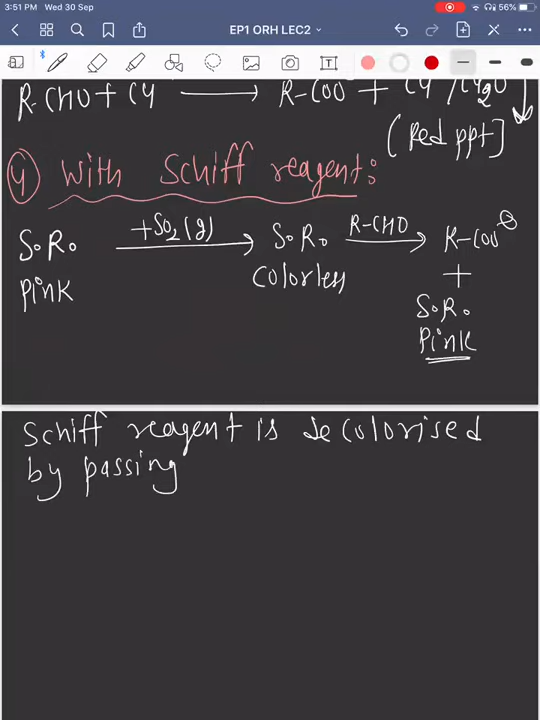 3:51 PM Wed 30 Sep
56%
EP1 ORH LEC2
R-CHO + Cu → R-COO + Cu / Cu2O ↓
(Red ppt)
4 With Schiff reagent:
S.R. +SO2(g) → S.R. R-CHO → R-COO⊖
Pink
Colorless
+
S.R.
Pink
Schiff reagent is decolorised
by passing